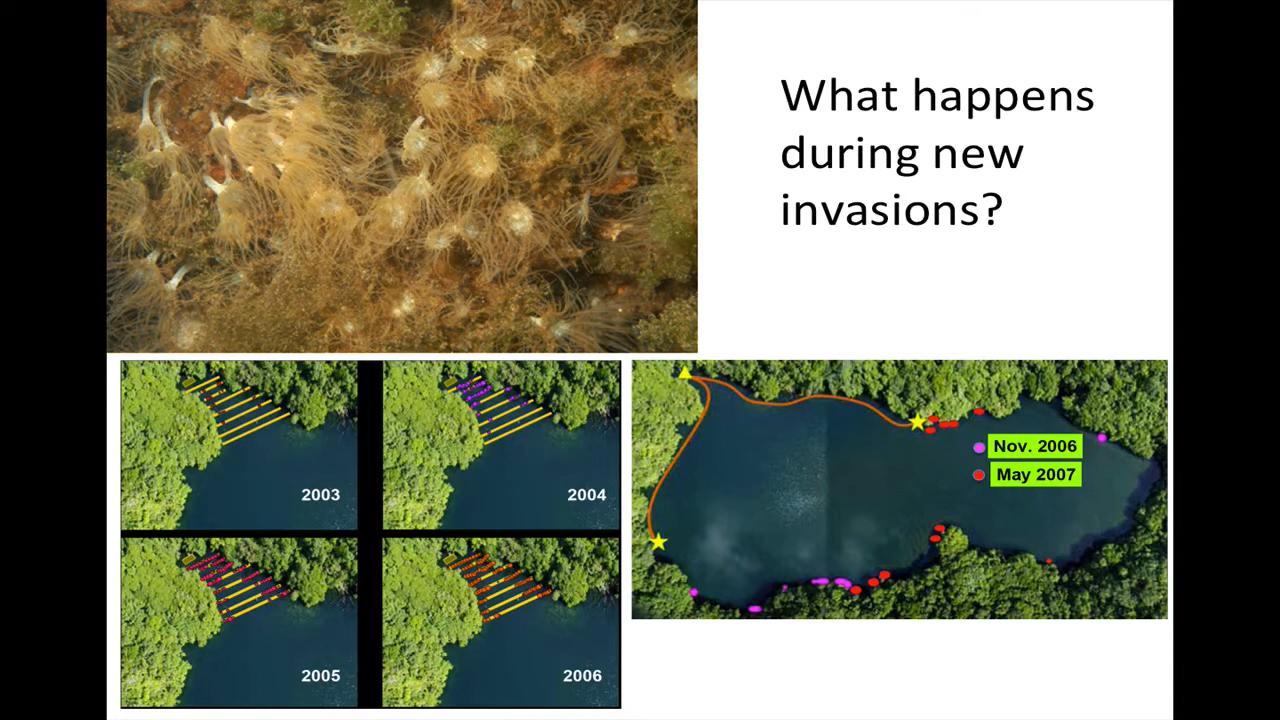 What happens
during new
invasions?
2003
2004
2005
2006
Nov. 2006
May 2007